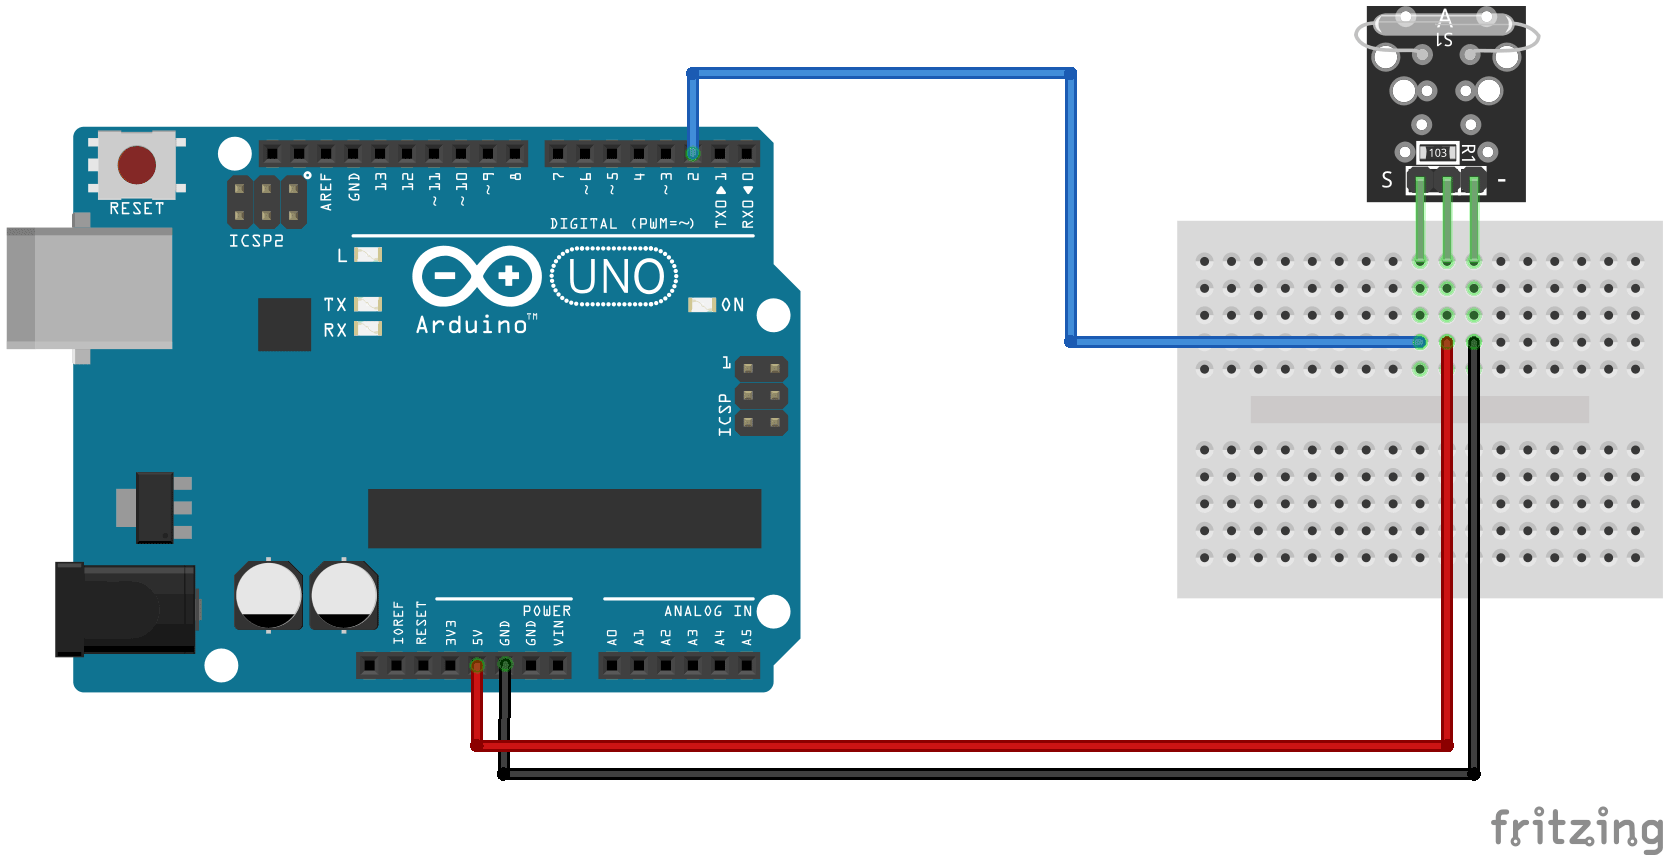 A
S1
103
R1
S
-
RESET
ICSP2
AREF
GND
13
12
~11
~10
~9
8
7
~6
~5
4
~3
2
TX0▶1
RX0◀0
DIGITAL (PWM=~)
L
TX
RX
- +
UNO
Arduino™
ON
1
ICSP
IOREF
RESET
3V3
5V
GND
GND
VIN
POWER
ANALOG IN
A0
A1
A2
A3
A4
A5
fritzing